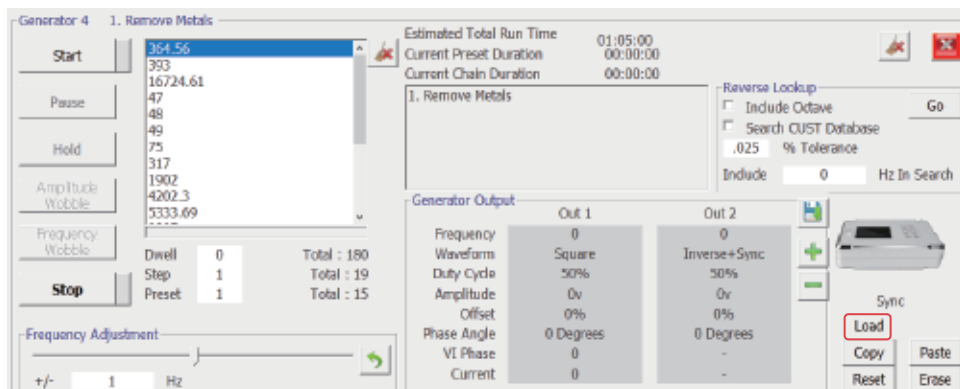 Generator 4 1. Remove Metals
Start
Pause
Hold
Amplitude
Wobble
Frequency
Wobble
Stop
364.56
393
16724.61
47
48
49
75
317
1902
4202.3
5333.69
Dwell 0 Total : 180
Step 1 Total : 19
Preset 1 Total : 15
Frequency Adjustment
+/- 1 Hz
Estimated Total Run Time 01:05:00
Current Preset Duration 00:00:00
Current Chain Duration 00:00:00
1. Remove Metals
Reverse Lookup
Include Octave Go
Search CUST Database
.025 % Tolerance
Include 0 Hz In Search
Generator Output
Out 1 Out 2
Frequency 0 0
Waveform Square Inverse+Sync
Duty Cycle 50% 50%
Amplitude 0v 0v
Offset 0% 0%
Phase Angle 0 Degrees 0 Degrees
VI Phase 0 -
Current 0 -
Sync
Load
Copy Paste
Reset Erase